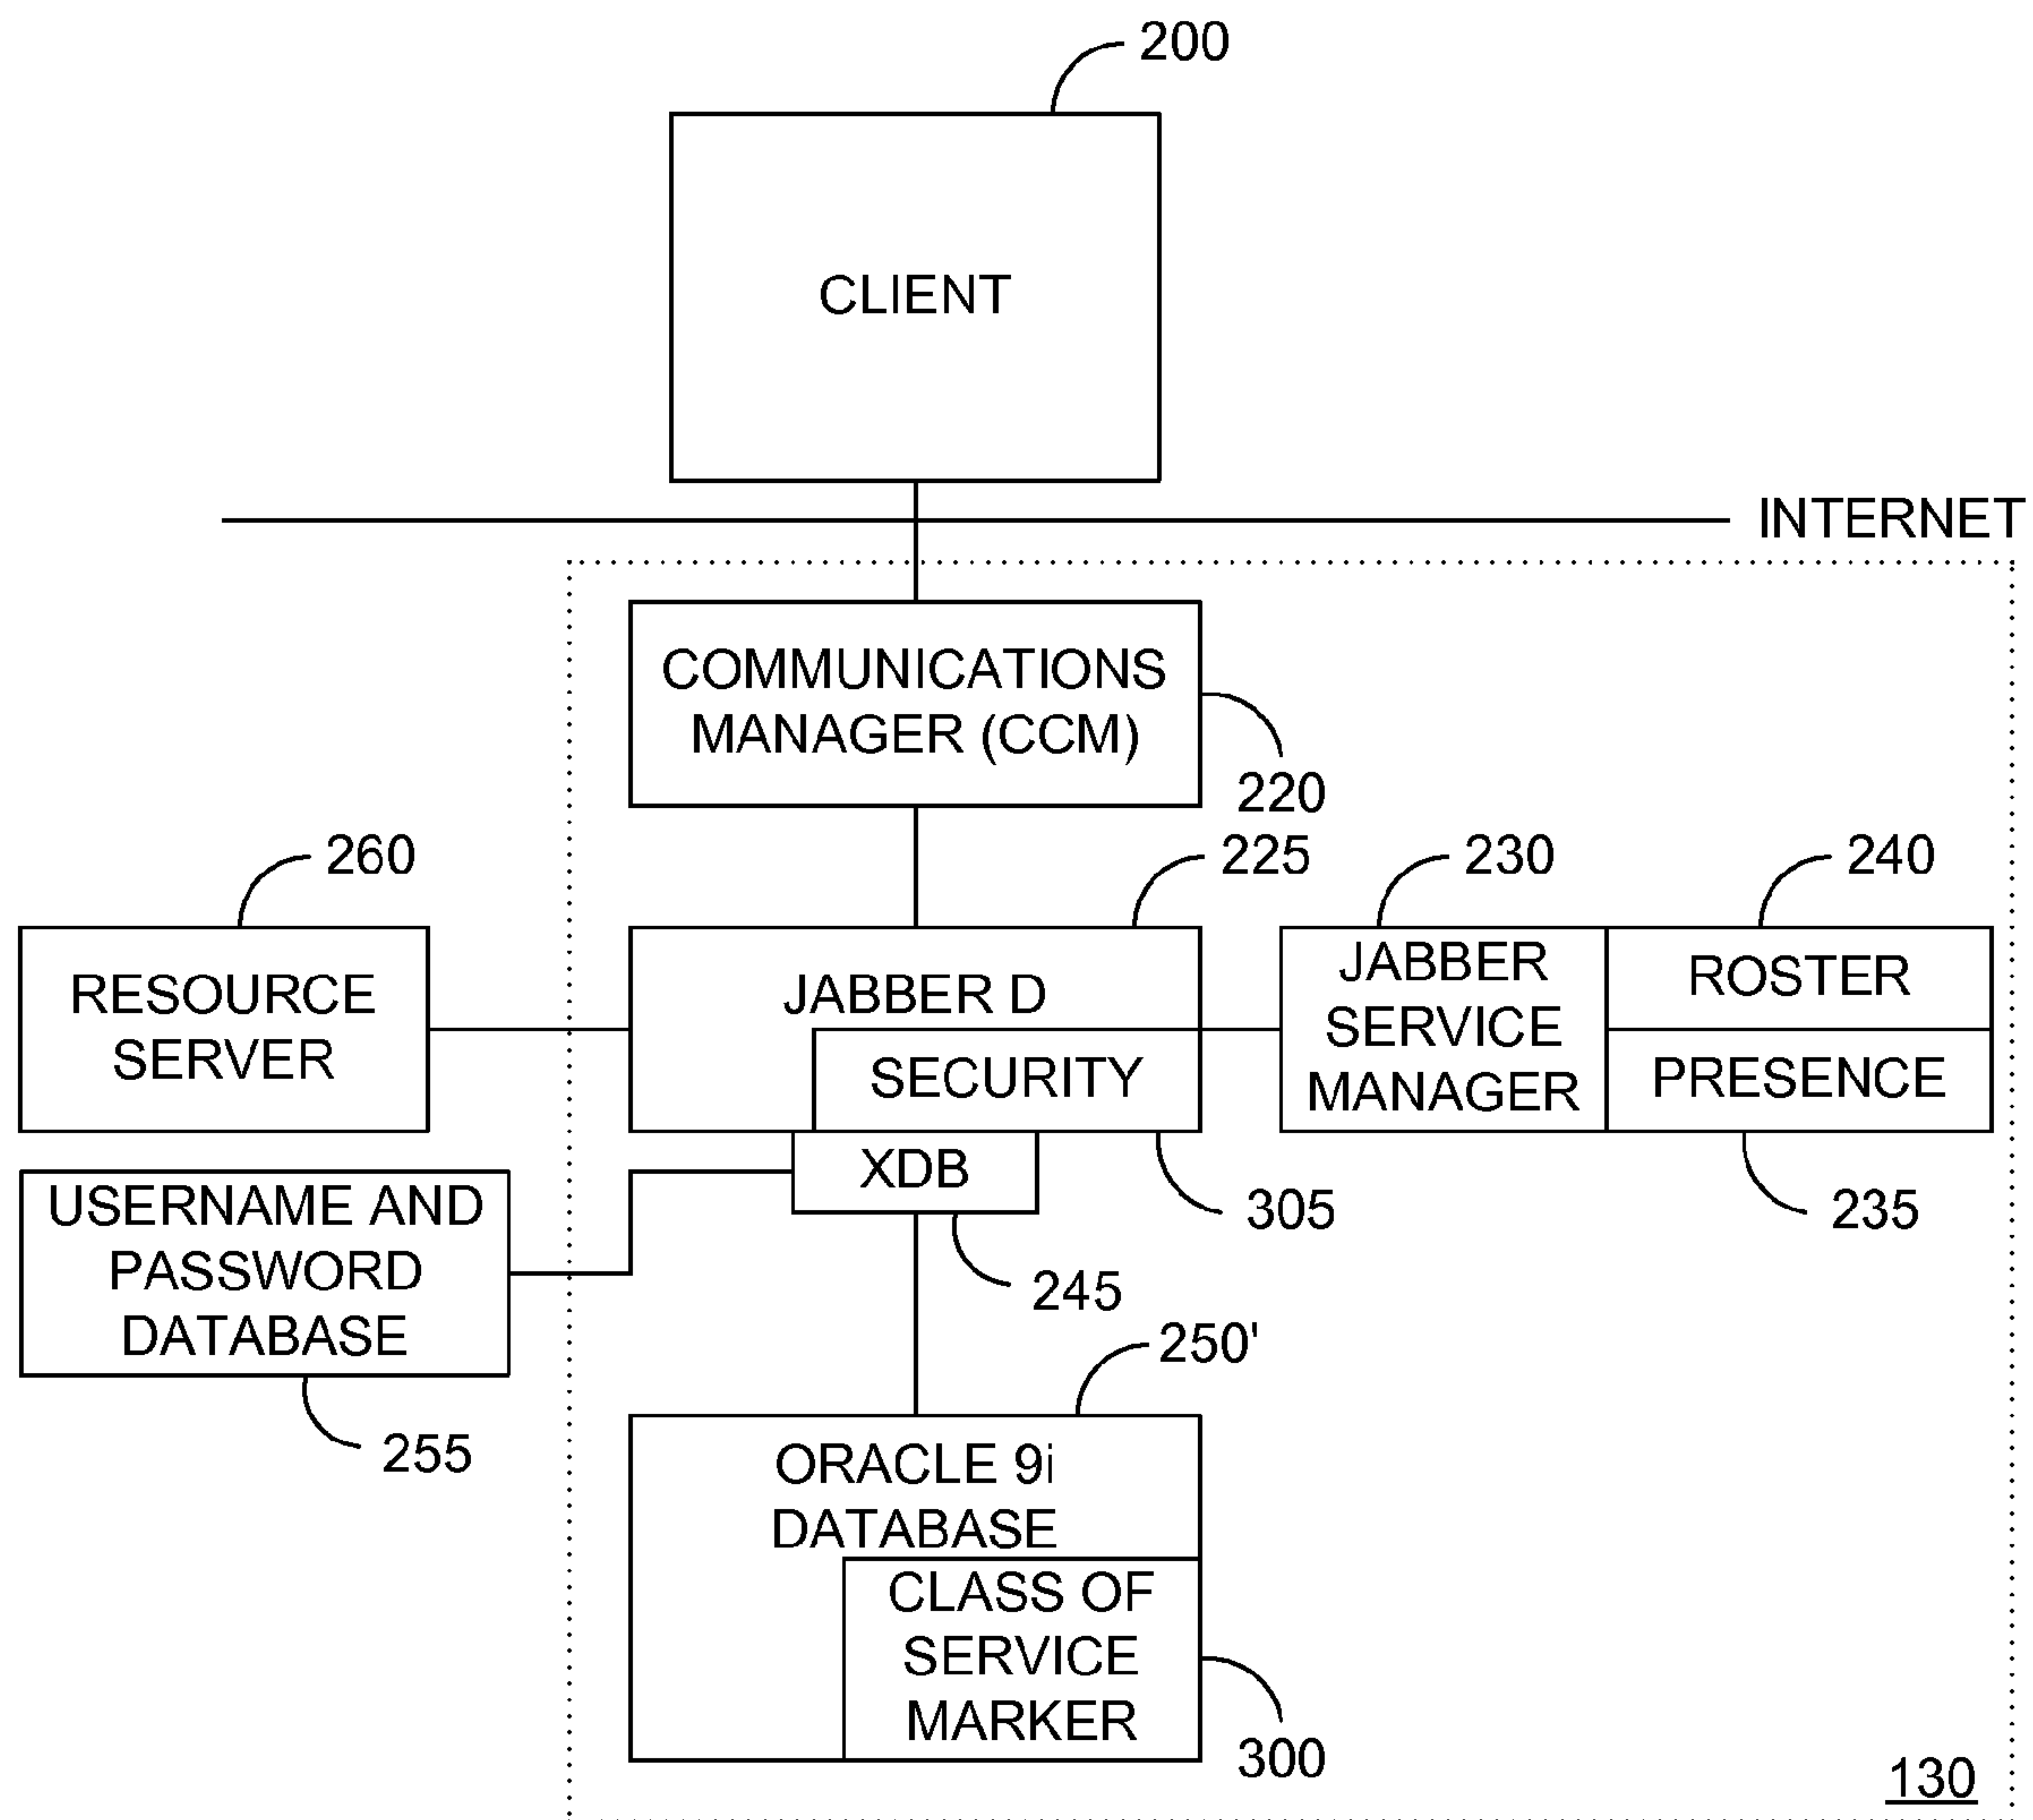 200
CLIENT
INTERNET
COMMUNICATIONS
MANAGER (CCM)
220
260
225
230
240
RESOURCE
SERVER
JABBER D
SECURITY
JABBER
SERVICE
MANAGER
ROSTER
PRESENCE
XDB
305
235
USERNAME AND
PASSWORD
DATABASE
245
255
250'
ORACLE 9i
DATABASE
CLASS OF
SERVICE
MARKER
300
130